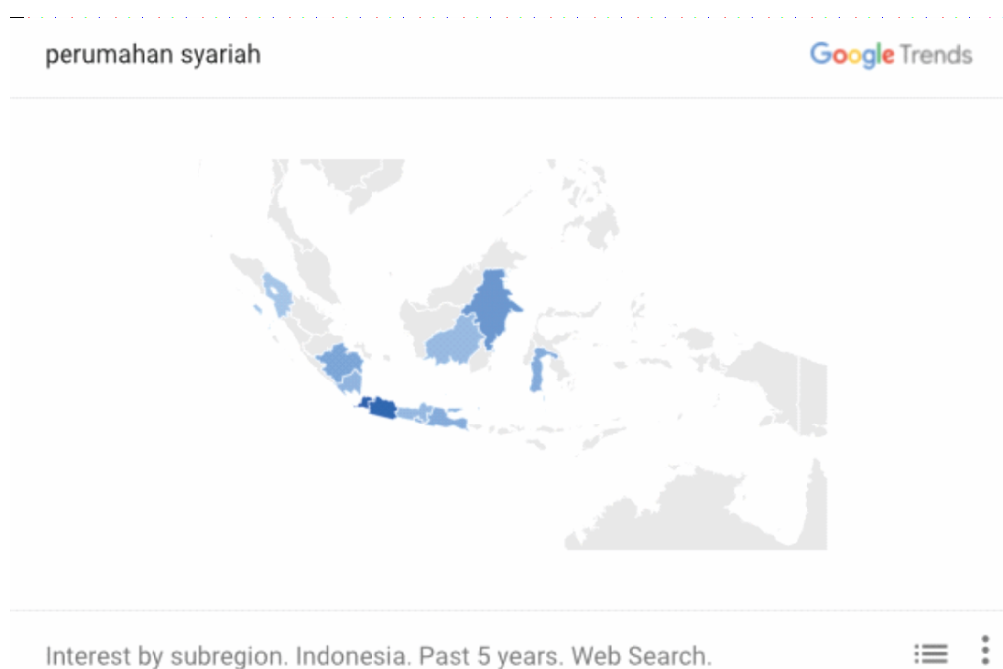 perumahan syariah
Google Trends
Interest by subregion. Indonesia. Past 5 years. Web Search.